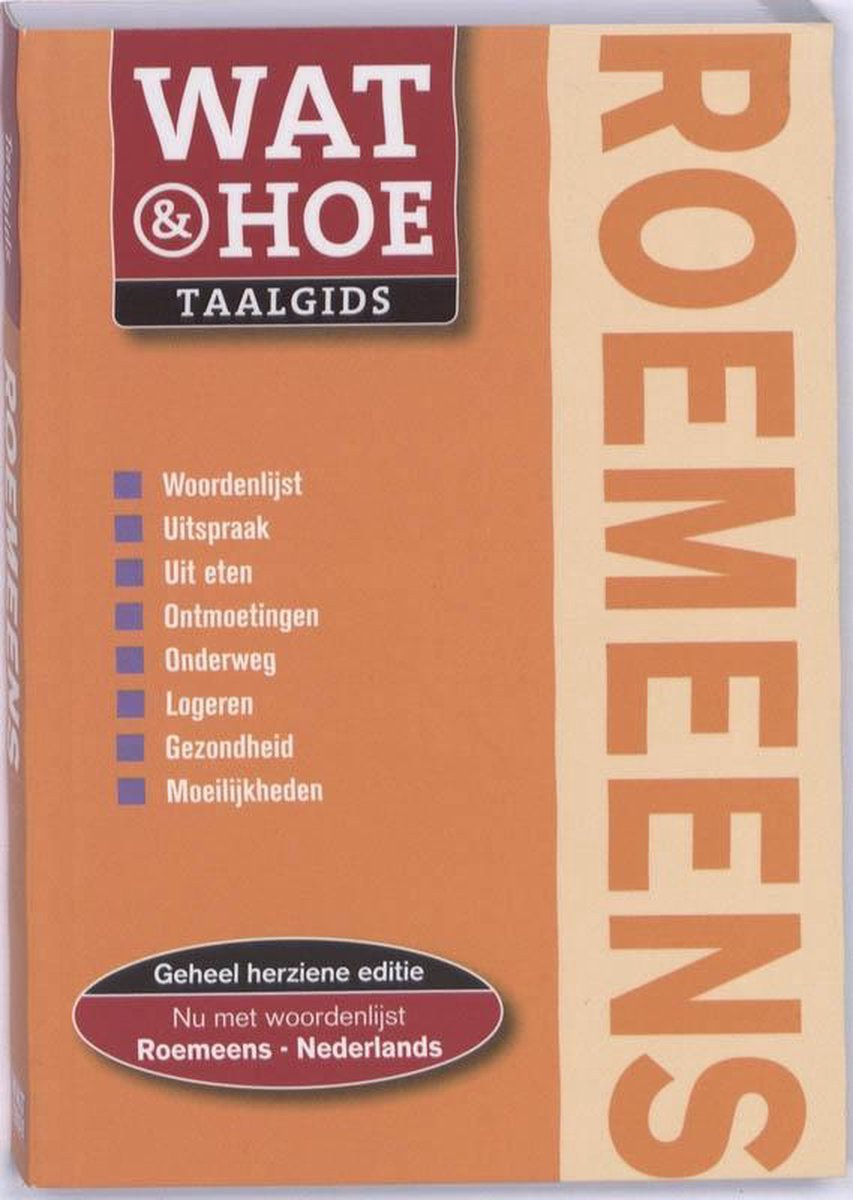 WAT
& HOE
TAALGIDS
ROEMEENS
Woordenlijst
Uitspraak
Uit eten
Ontmoetingen
Onderweg
Logeren
Gezondheid
Moeilijkheden
Geheel herziene editie
Nu met woordenlijst
Roemeens - Nederlands
Taalgids
ROEMEENS